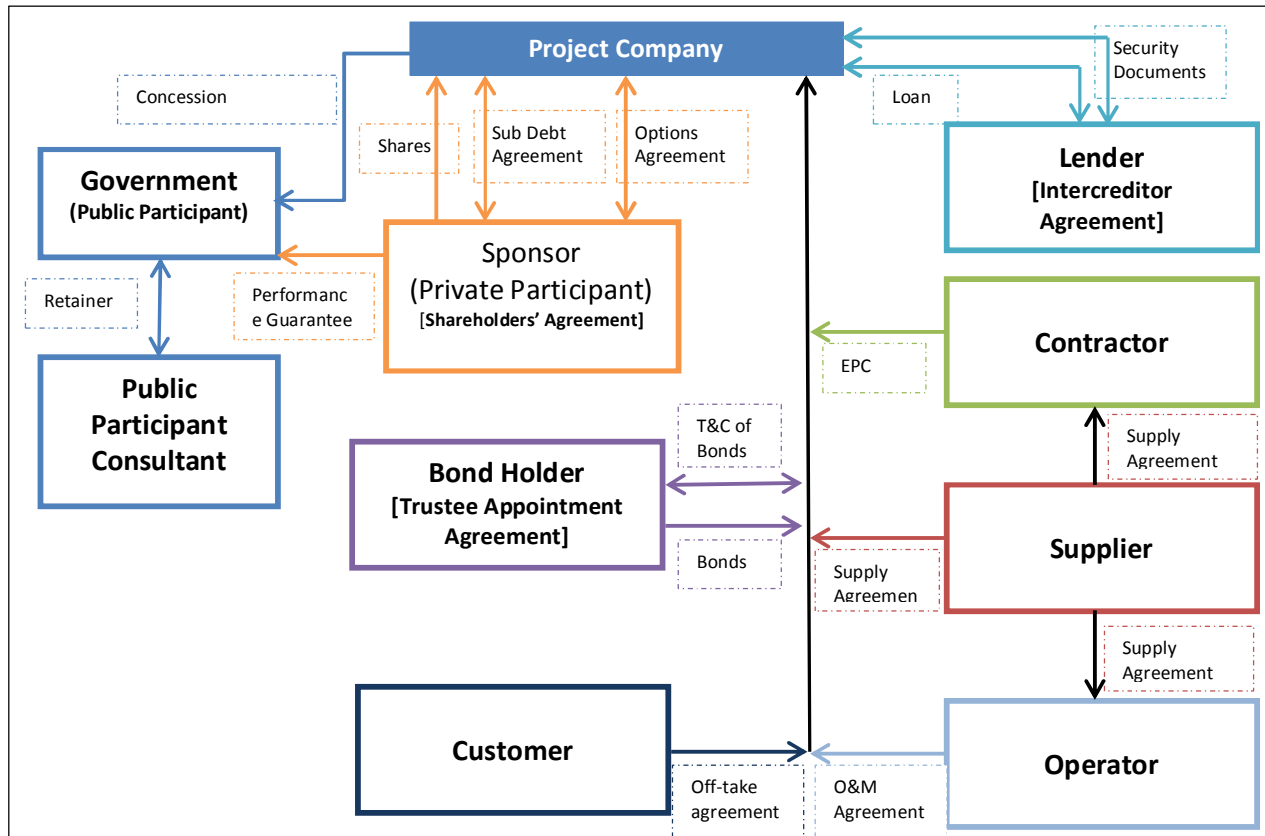 Project Company
Security
Documents
Concession
Loan
Shares
Sub Debt
Agreement
Options
Agreement
Government
(Public Participant)
Lender
[Intercreditor
Agreement]
Sponsor
(Private Participant)
[Shareholders’ Agreement]
Retainer
Performanc
e Guarantee
Contractor
EPC
Public
Participant
Consultant
T&C of
Bonds
Supply
Agreement
Bond Holder
[Trustee Appointment
Agreement]
Supplier
Bonds
Supply
Agreemen
Supply
Agreement
Customer
Operator
Off-take
agreement
O&M
Agreement